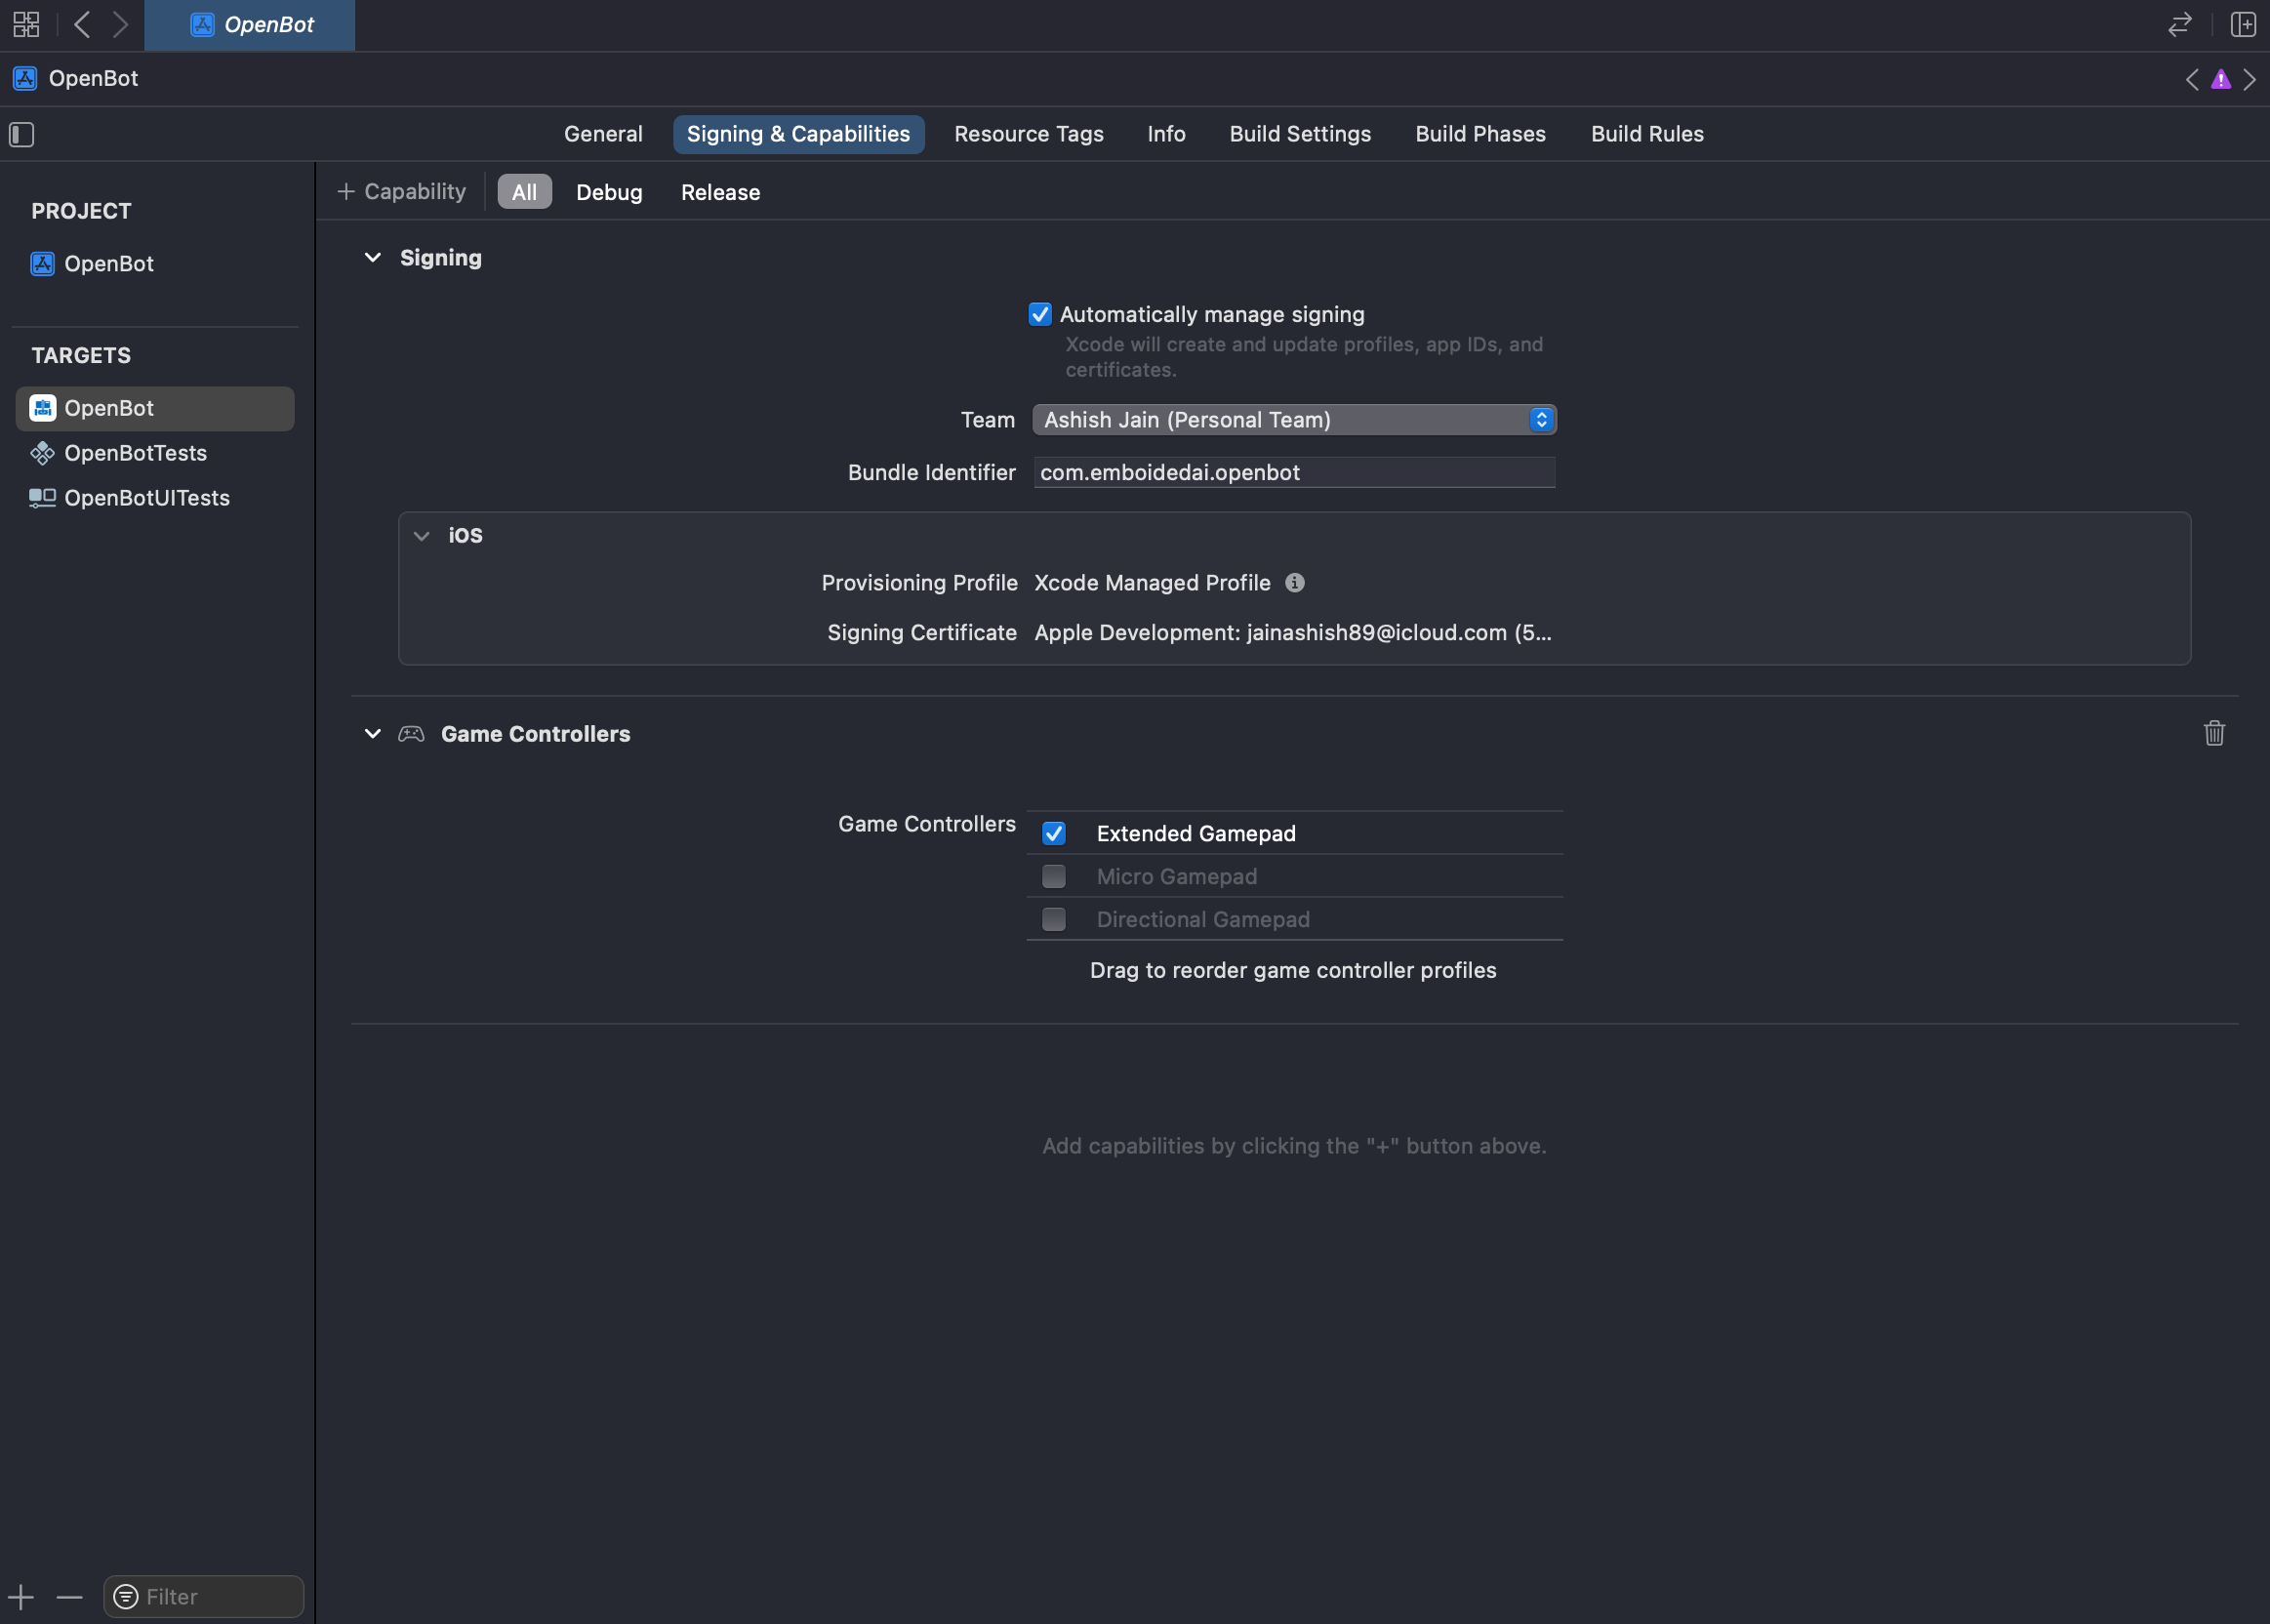 OpenBot
OpenBot
General Signing & Capabilities Resource Tags Info Build Settings Build Phases Build Rules
+ Capability All Debug Release
PROJECT
OpenBot
TARGETS
OpenBot
OpenBotTests
OpenBotUITests
Filter
Signing
Automatically manage signing
Xcode will create and update profiles, app IDs, and
certificates.
Team Ashish Jain (Personal Team)
Bundle Identifier com.emboidedai.openbot
iOS
Provisioning Profile Xcode Managed Profile
Signing Certificate Apple Development: jainashish89@icloud.com (5...
Game Controllers
Game Controllers Extended Gamepad
Micro Gamepad
Directional Gamepad
Drag to reorder game controller profiles
Add capabilities by clicking the "+" button above.